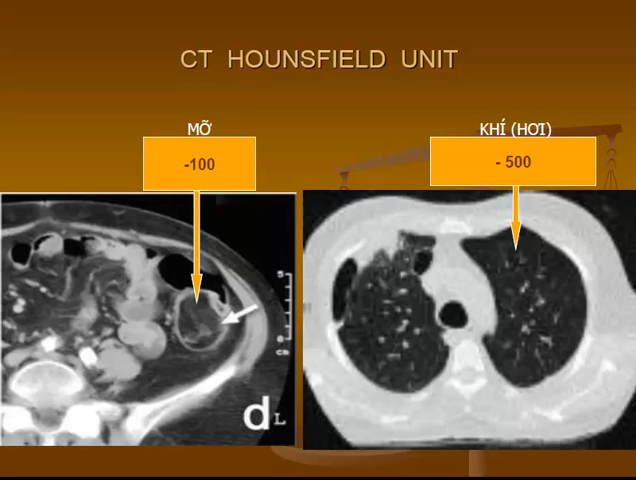 CT HOUNSFIELD UNIT
MỠ
-100
KHÍ (HƠI)
- 500
d
L